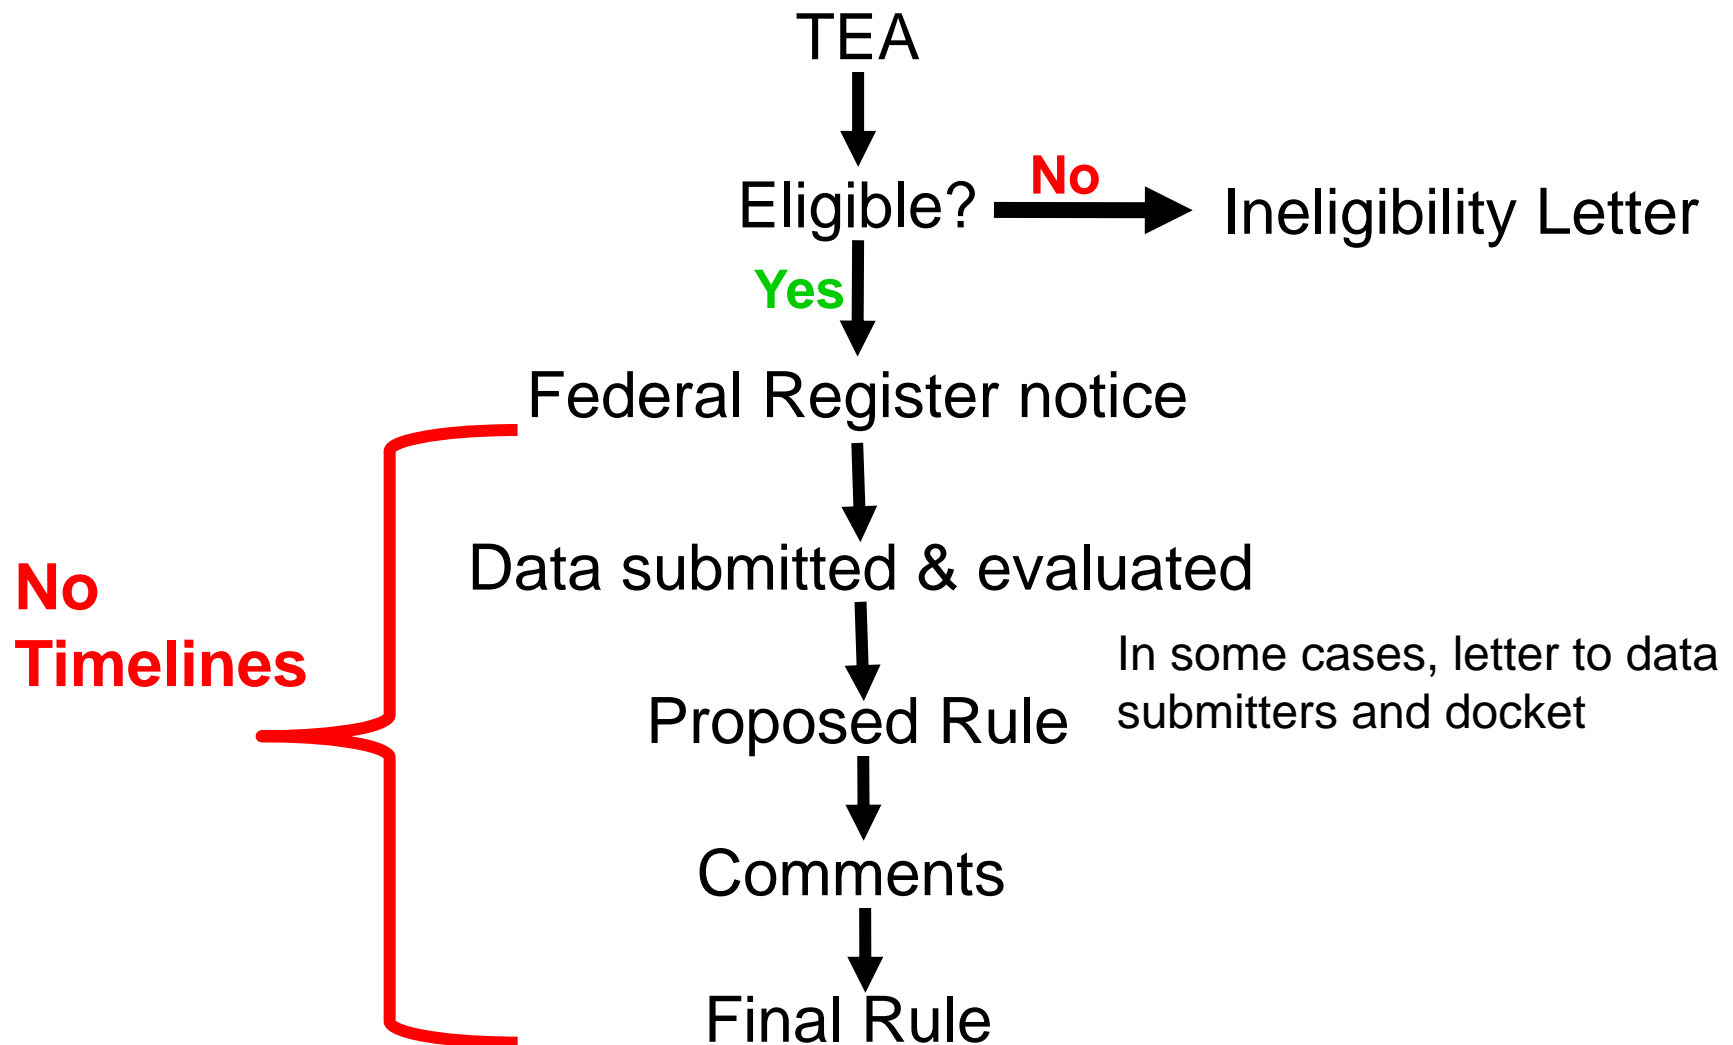 TEA
Eligible?
No
Ineligibility Letter
Yes
Federal Register notice
Data submitted & evaluated
No
Timelines
In some cases, letter to data
submitters and docket
Proposed Rule
Comments
Final Rule